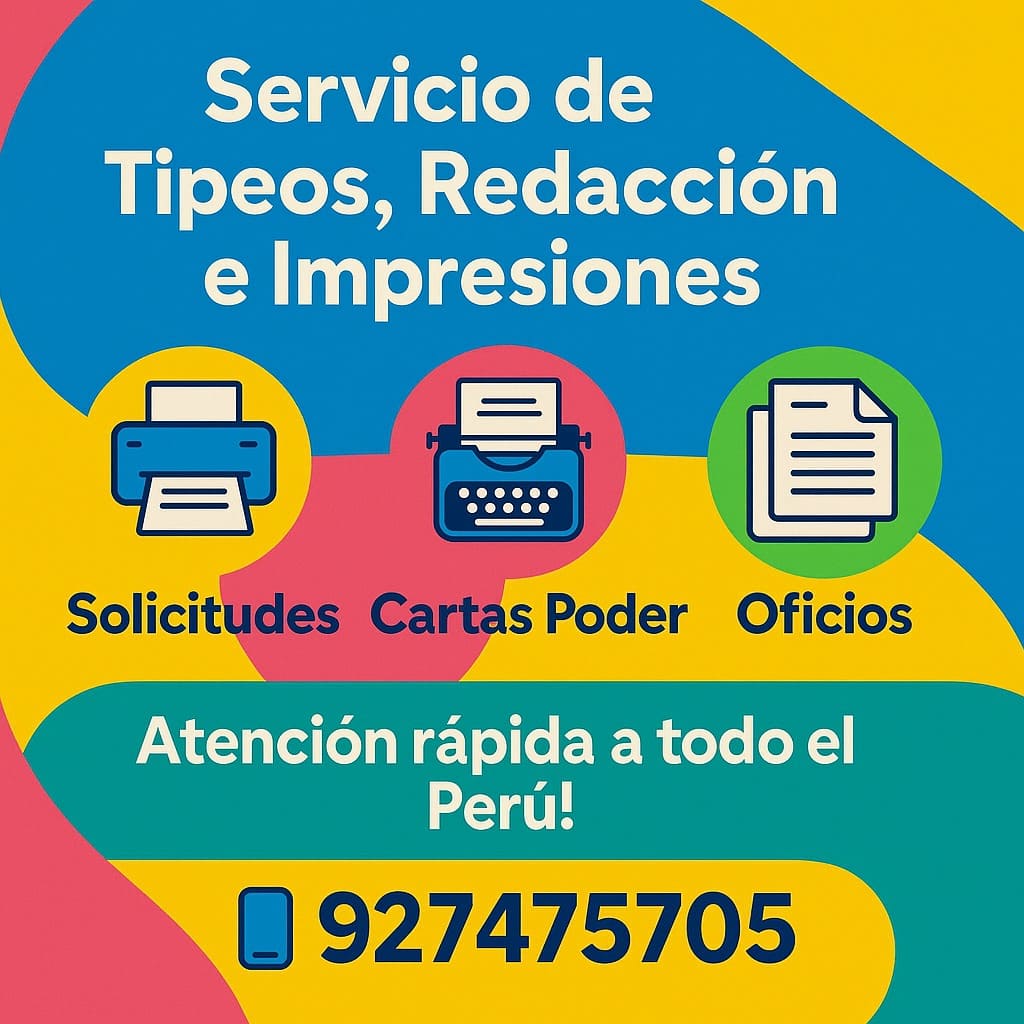 Servicio de
Tipeos, Redacción
e Impresiones
Solicitudes Cartas Poder Oficios
Atención rápida a todo el
Perú!
927475705